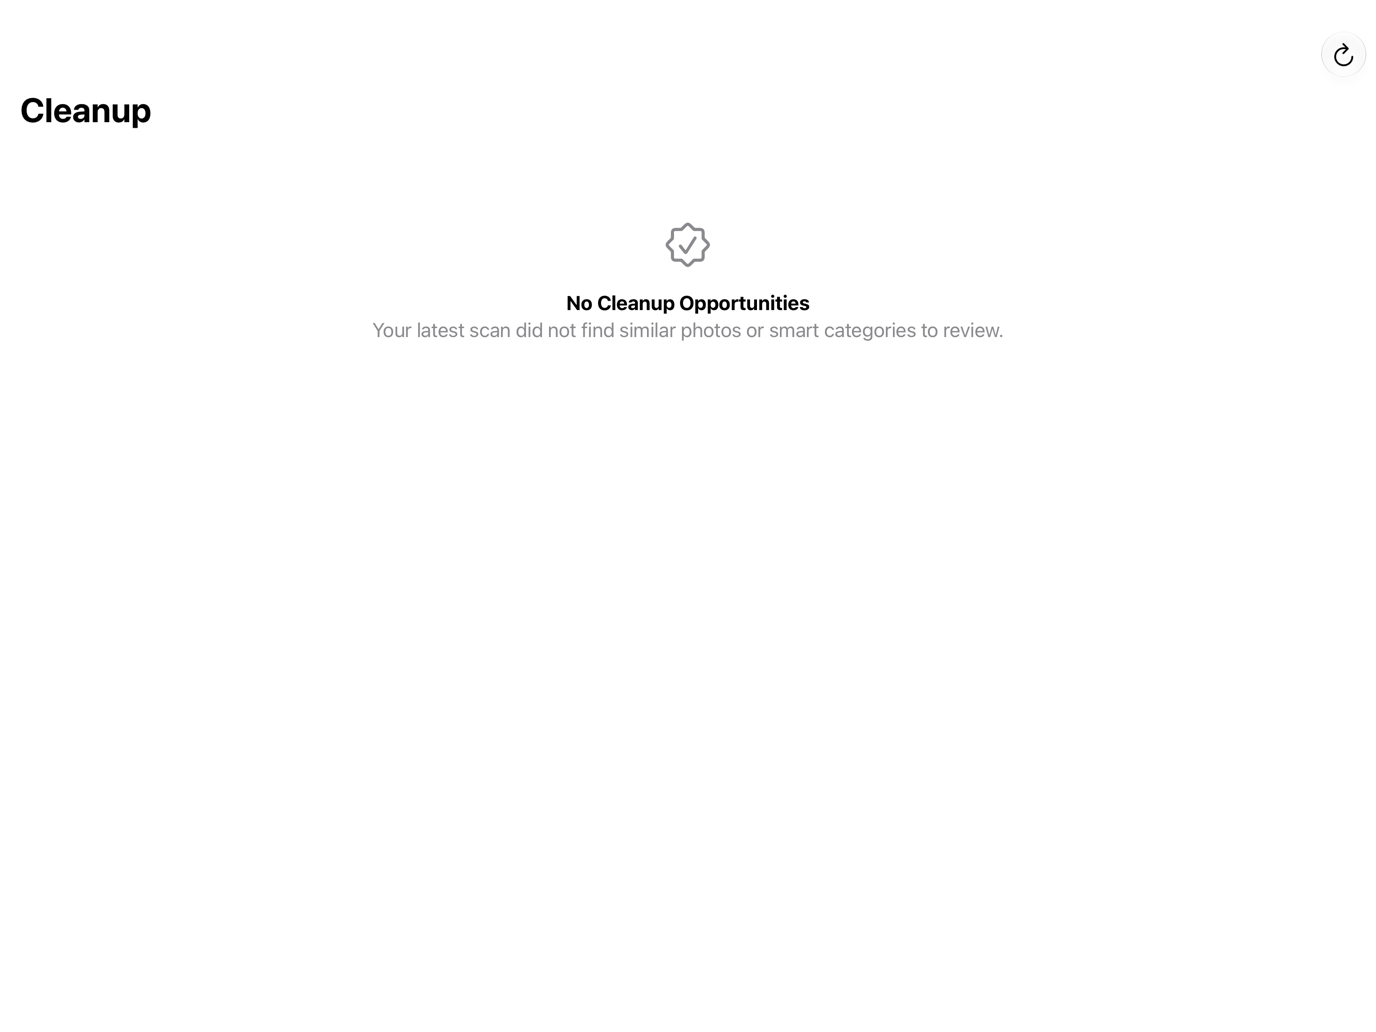 Cleanup
No Cleanup Opportunities
Your latest scan did not find similar photos or smart categories to review.